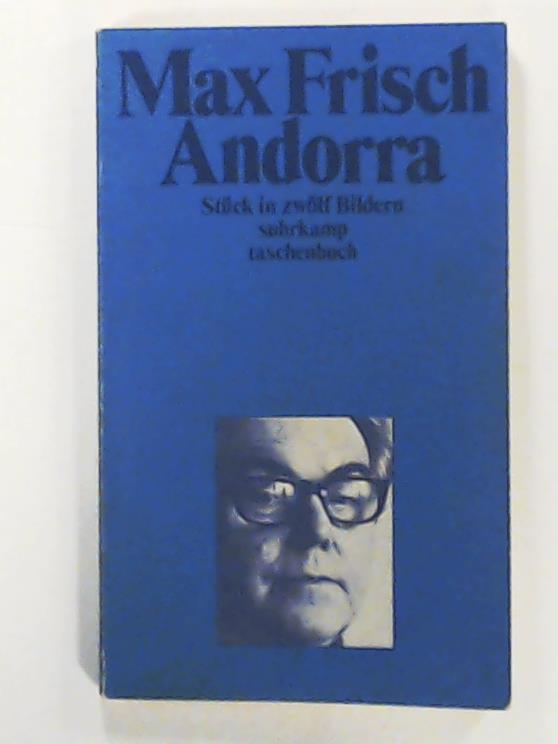 Max Frisch
Andorra
Stück in zwölf Bildern
suhrkamp
taschenbuch